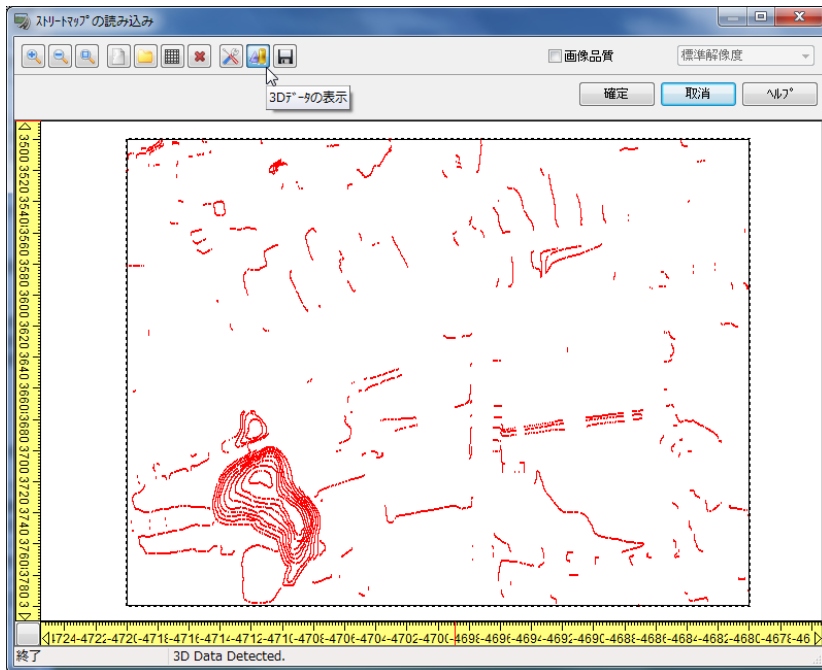 ｽﾄﾘｰﾄﾏｯﾌﾟの読み込み
画像品質
標準解像度
3Dﾃﾞｰﾀの表示
確定
取消
ﾍﾙﾌﾟ
終了
3D Data Detected.